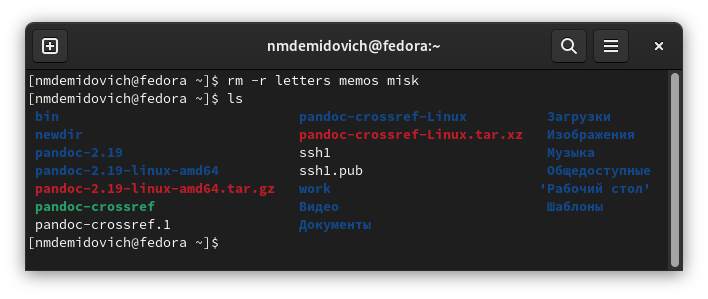 nmdemidovich@fedora:~
[nmdemidovich@fedora ~]$ rm -r letters memos misk
[nmdemidovich@fedora ~]$ ls
bin pandoc-crossref-Linux Загрузки
newdir pandoc-crossref-Linux.tar.xz Изображения
pandoc-2.19 ssh1 Музыка
pandoc-2.19-linux-amd64 ssh1.pub Общедоступные
pandoc-2.19-linux-amd64.tar.gz work 'Рабочий стол'
pandoc-crossref Видео Шаблоны
pandoc-crossref.1 Документы
[nmdemidovich@fedora ~]$